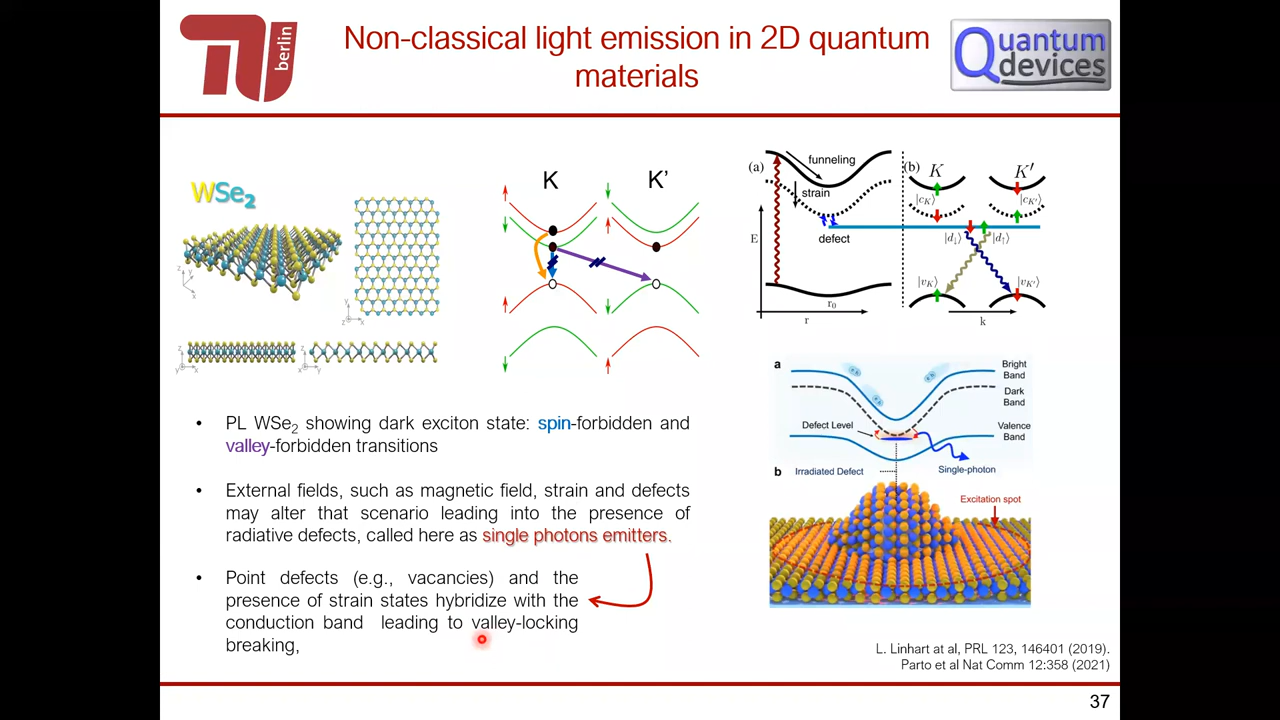 berlin
Non-classical light emission in 2D quantum
materials
Quantum
devices
WSe₂
z
y
x
y
z
x
z
y
x
z
x
y
K
K'
(a)
funneling
strain
E
defect
r₀
r
(b)
K
K′
|c_K⟩
|c_K′⟩
|d↓⟩
|d↑⟩
|v_K⟩
|v_K′⟩
k
a
Bright
Band
Dark
Band
Defect Level
Valence
Band
b
Irradiated Defect
Single-photon
Excitation spot
• PL WSe₂ showing dark exciton state: spin-forbidden and
valley-forbidden transitions
• External fields, such as magnetic field, strain and defects
may alter that scenario leading into the presence of
radiative defects, called here as single photons emitters.
• Point defects (e.g., vacancies) and the
presence of strain states hybridize with the
conduction band leading to valley-locking
breaking,
L. Linhart at al, PRL 123, 146401 (2019).
Parto et al Nat Comm 12:358 (2021)
37